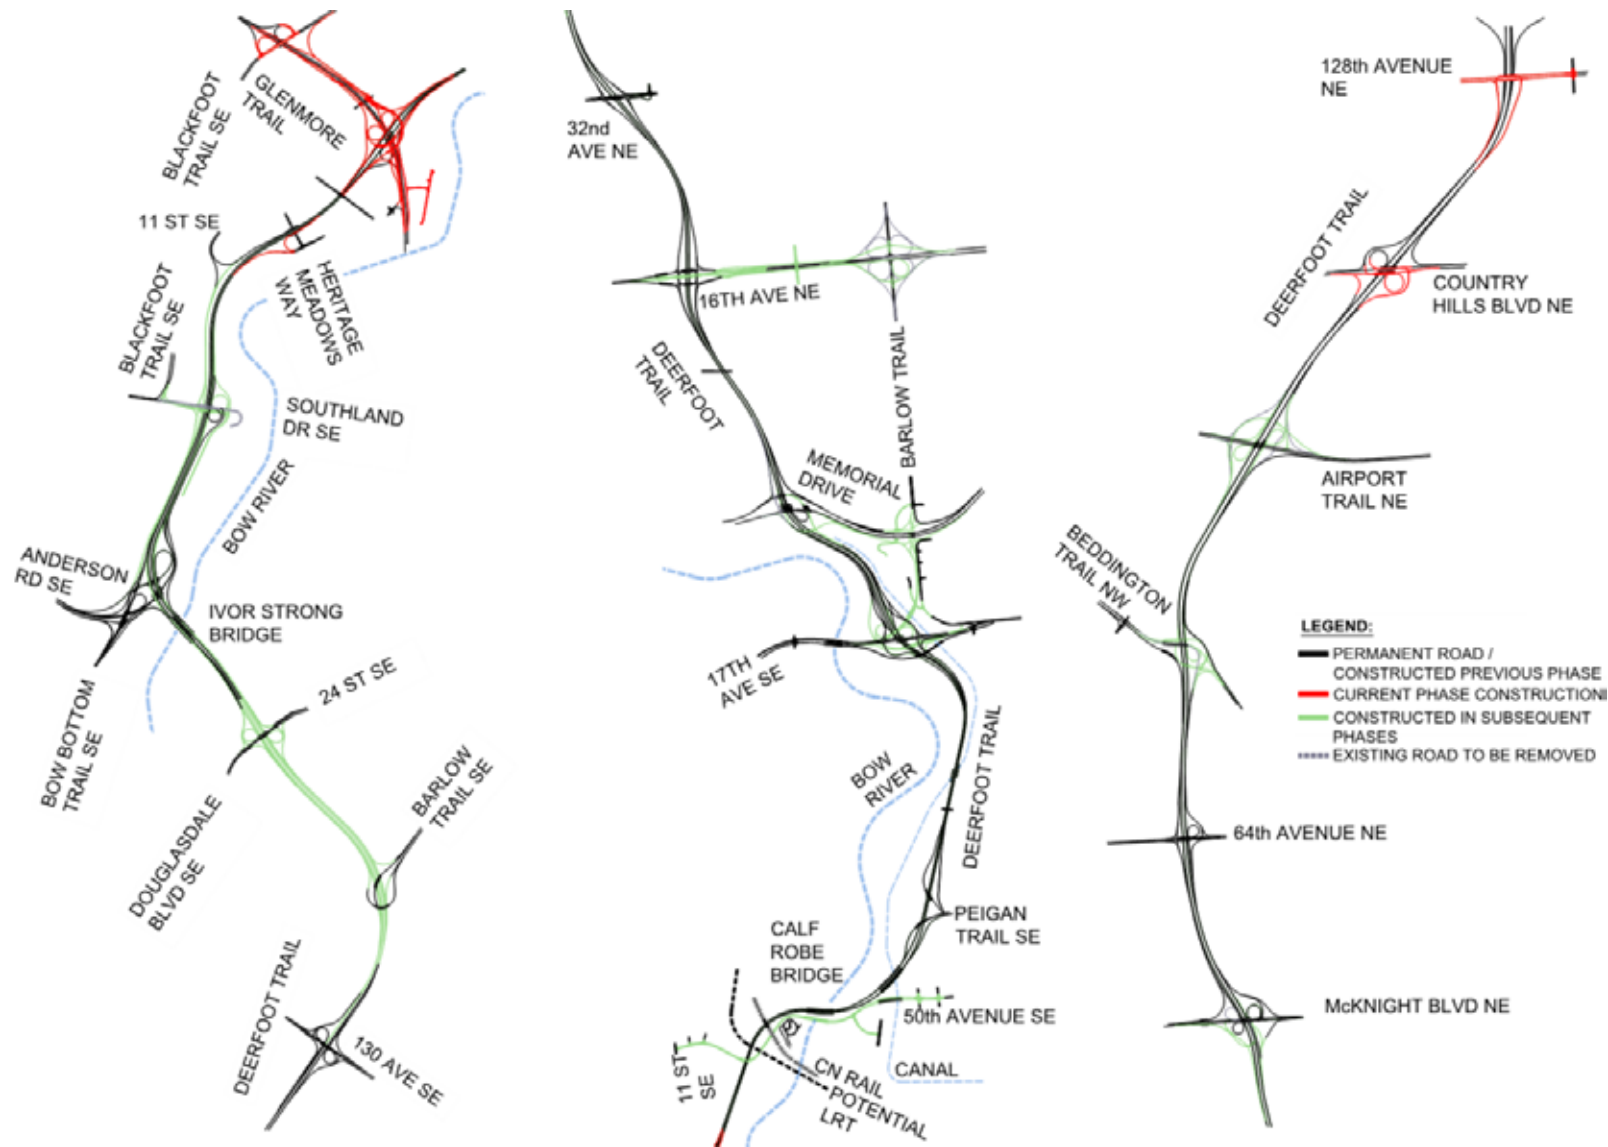 BLACKFOOT
TRAIL SE
GLENMORE
TRAIL
11 ST SE
HERITAGE
MEADOWS
WAY
BLACKFOOT
TRAIL SE
SOUTHLAND
DR SE
BOW RIVER
ANDERSON
RD SE
IVOR STRONG
BRIDGE
BOW BOTTOM
TRAIL SE
24 ST SE
DOUGLASDALE
BLVD SE
BARLOW
TRAIL SE
DEERFOOT TRAIL
130 AVE SE
32nd
AVE NE
16TH AVE NE
DEERFOOT
TRAIL
BARLOW TRAIL
MEMORIAL
DRIVE
17TH
AVE SE
BOW
RIVER
DEERFOOT TRAIL
PEIGAN
TRAIL SE
CALF
ROBE
BRIDGE
50th AVENUE SE
11 ST
SE
CN RAIL
POTENTIAL
LRT
CANAL
128th AVENUE
NE
DEERFOOT TRAIL
COUNTRY
HILLS BLVD NE
AIRPORT
TRAIL NE
BEDDINGTON
TRAIL NW
LEGEND:
PERMANENT ROAD /
CONSTRUCTED PREVIOUS PHASE
CURRENT PHASE CONSTRUCTIONI
CONSTRUCTED IN SUBSEQUENT
PHASES
EXISTING ROAD TO BE REMOVED
64th AVENUE NE
McKNIGHT BLVD NE